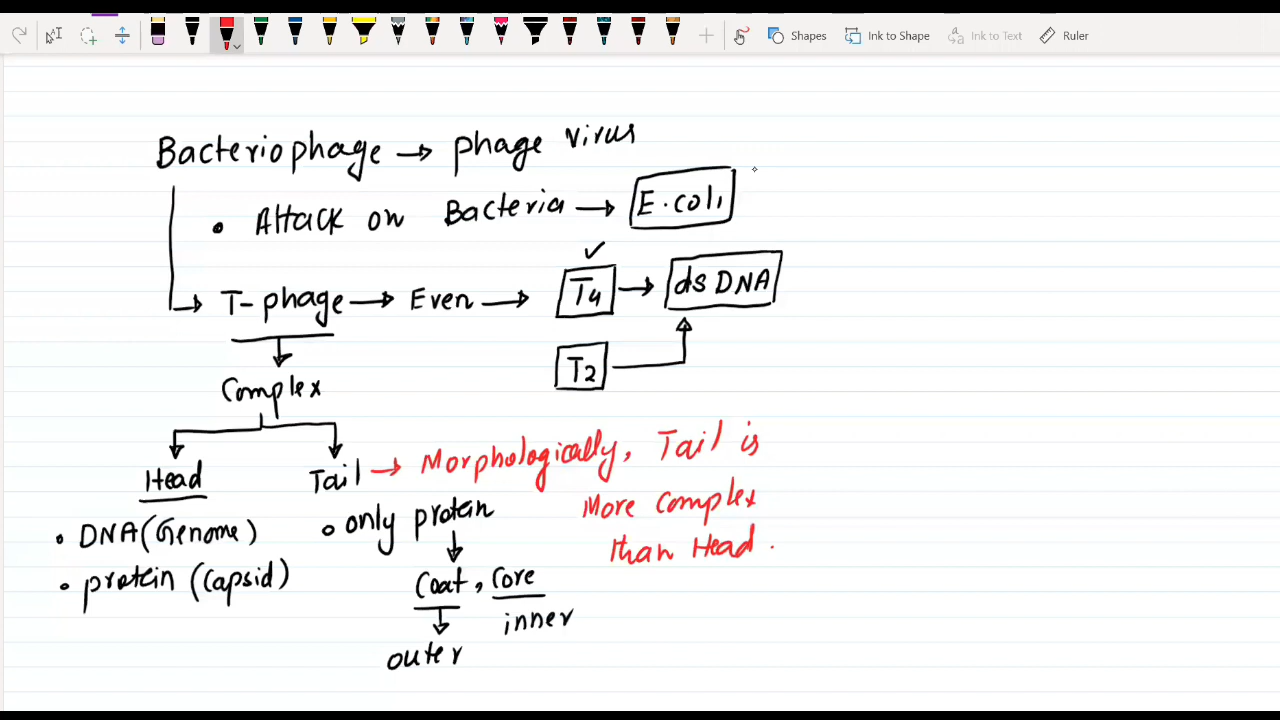 Shapes
Ink to Shape
Ink to Text
Ruler
Bacteriophage → phage virus
• Attack on Bacteria → E.coli
✓
T-phage → Even → T4 → dsDNA
T2
Complex
Head
Tail → Morphologically, Tail is
More Complex
than Head.
• DNA (Genome)
• only protein
• protein (Capsid)
Coat, Core
outer
inner